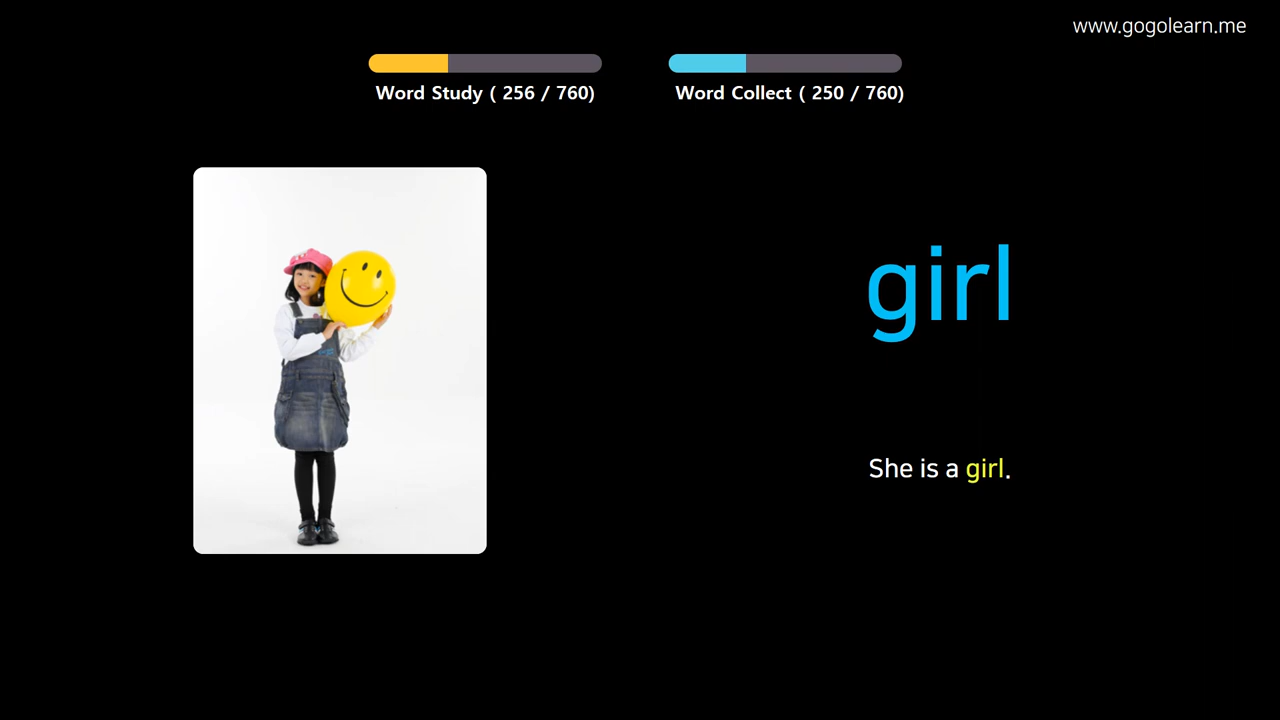 www.gogolearn.me
Word Study ( 256 / 760)
Word Collect ( 250 / 760)
girl
She is a girl.